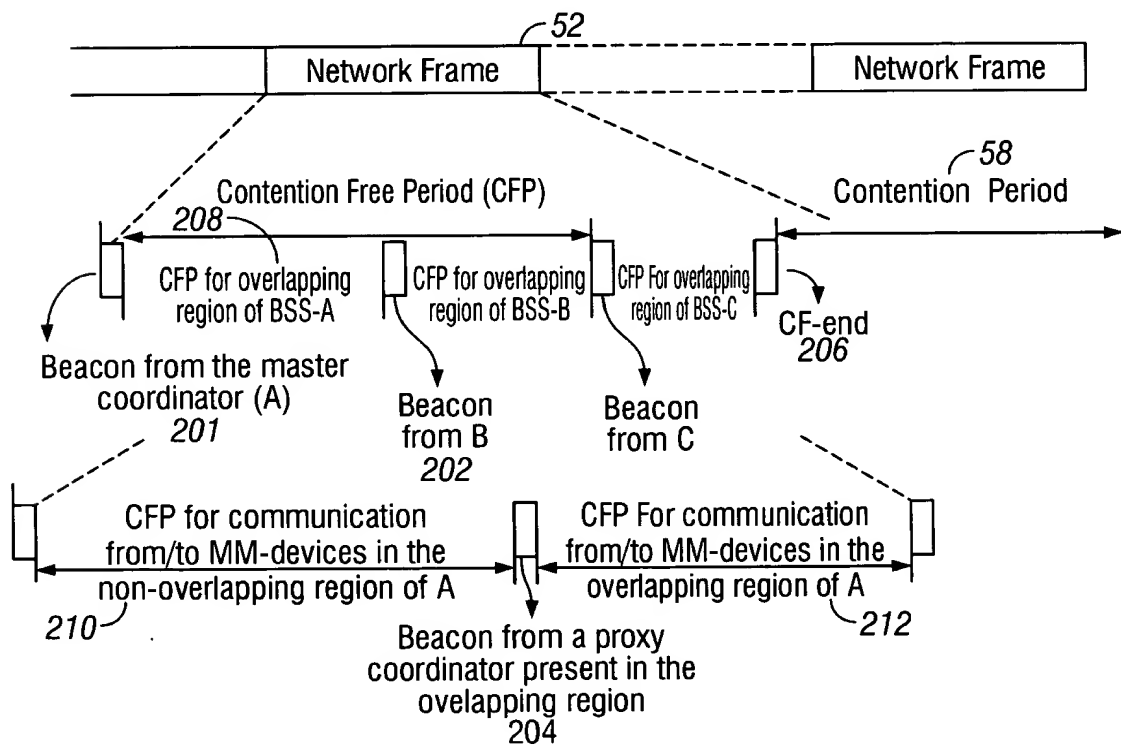 52
Network Frame
Network Frame
58
Contention Free Period (CFP)
Contention Period
208
CFP for overlapping
region of BSS-A
CFP for overlapping
region of BSS-B
CFP For overlapping
region of BSS-C
CF-end
206
Beacon from the master
coordinator (A)
201
Beacon
from B
202
Beacon
from C
CFP for communication
from/to MM-devices in the
non-overlapping region of A
210
CFP For communication
from/to MM-devices in the
overlapping region of A
212
Beacon from a proxy
coordinator present in the
ovelapping region
204